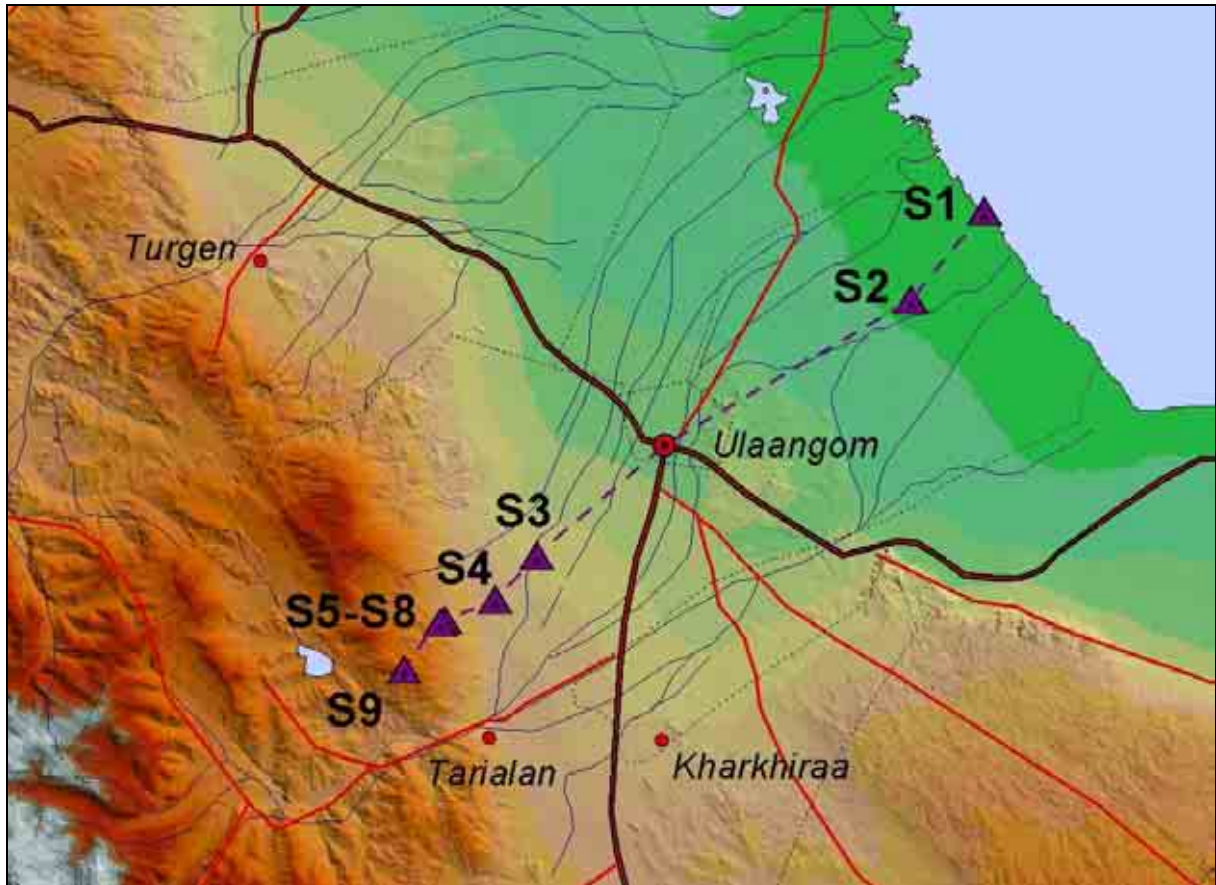 S1
Turgen
S2
Ulaangom
S3
S4
S5-S8
S9
Tarialan
Kharkhiraa